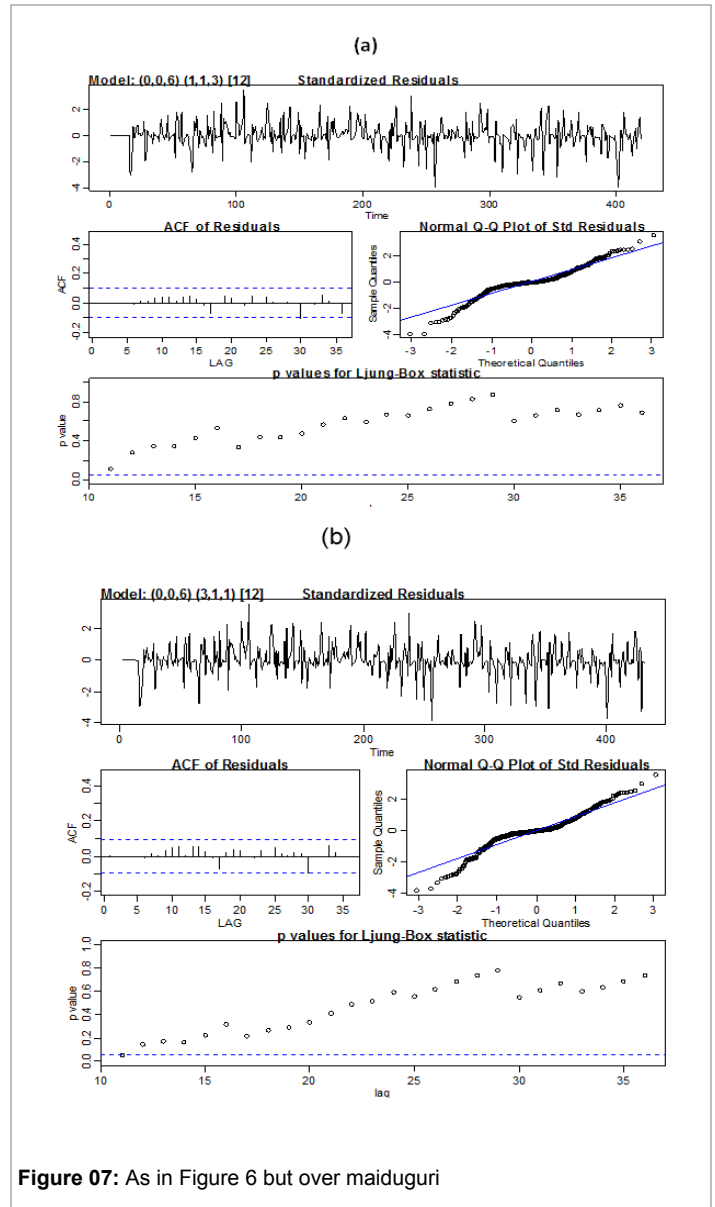 (a)
Model: (0,0,6) (1,1,3) [12] Standardized Residuals
2
0
-2
-4
0 100 200 300 400
Time
ACF of Residuals
ACF
0.4
0.2
0.0
-0.2
0 5 10 15 20 25 30 35
LAG
Normal Q-Q Plot of Std Residuals
Sample Quantiles
2
0
-2
-4
-3 -2 -1 0 1 2 3
Theoretical Quantiles
p values for Ljung-Box statistic
p value
0.8
0.4
0.0
10 15 20 25 30 35
(b)
Model: (0,0,6) (3,1,1) [12] Standardized Residuals
2
0
-2
-4
0 100 200 300 400
Time
ACF of Residuals
ACF
0.4
0.2
0.0
-0.2
0 5 10 15 20 25 30 35
LAG
Normal Q-Q Plot of Std Residuals
Sample Quantiles
2
0
-2
-4
-3 -2 -1 0 1 2 3
Theoretical Quantiles
p values for Ljung-Box statistic
p value
1.0
0.8
0.6
0.4
0.2
0.0
10 15 20 25 30 35
lag
Figure 07: As in Figure 6 but over maiduguri